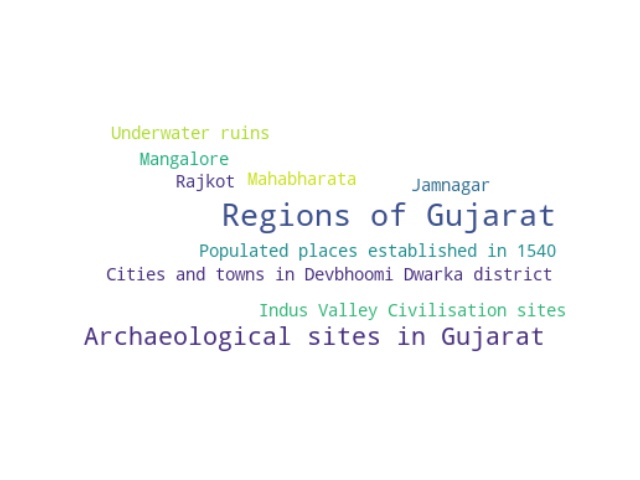 Underwater ruins
Mangalore
Rajkot Mahabharata Jamnagar
Regions of Gujarat
Populated places established in 1540
Cities and towns in Devbhoomi Dwarka district
Indus Valley Civilisation sites
Archaeological sites in Gujarat